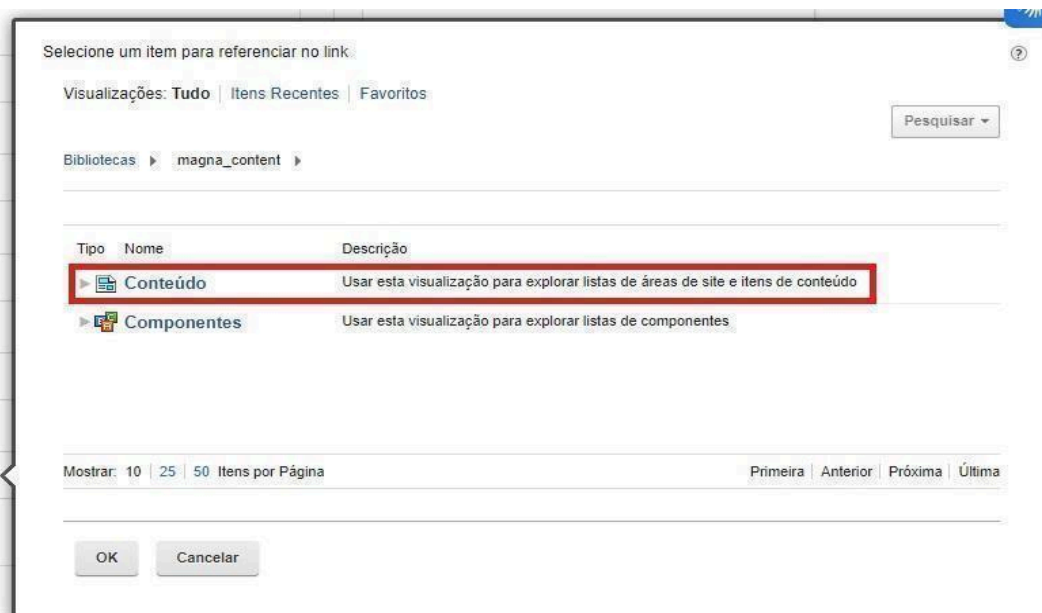 Selecione um item para referenciar no link
Visualizações: Tudo | Itens Recentes | Favoritos
Pesquisar
Bibliotecas magna_content
Tipo Nome Descrição
Conteúdo Usar esta visualização para explorar listas de áreas de site e itens de conteúdo
Componentes Usar esta visualização para explorar listas de componentes
Mostrar: 10 | 25 | 50 Itens por Página Primeira | Anterior | Próxima | Última
OK Cancelar